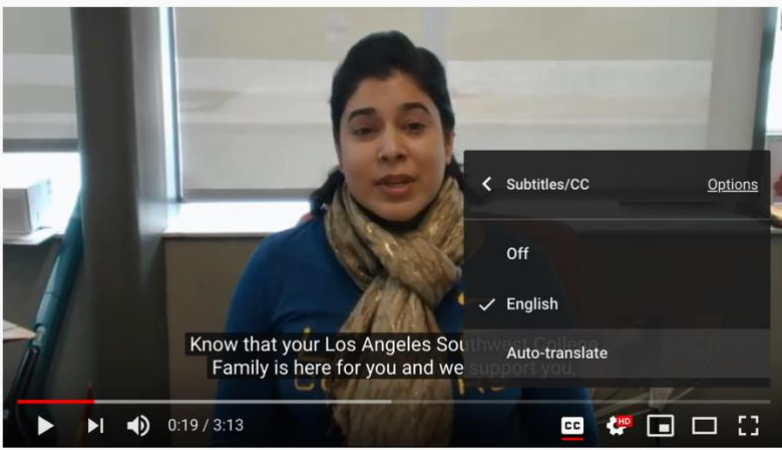 Subtitles/CC
Options
Off
English
Auto-translate
Know that your Los Angeles Southwest College
Family is here for you and we support you,
0:19 / 3:13
CC
HD